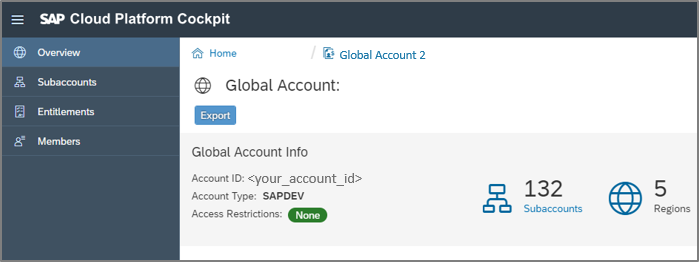 SAP Cloud Platform Cockpit
Overview
Subaccounts
Entitlements
Members
Home / Global Account 2
Global Account:
Export
Global Account Info
Account ID: <your_account_id>
Account Type: SAPDEV
Access Restrictions: None
132
Subaccounts
5
Regions